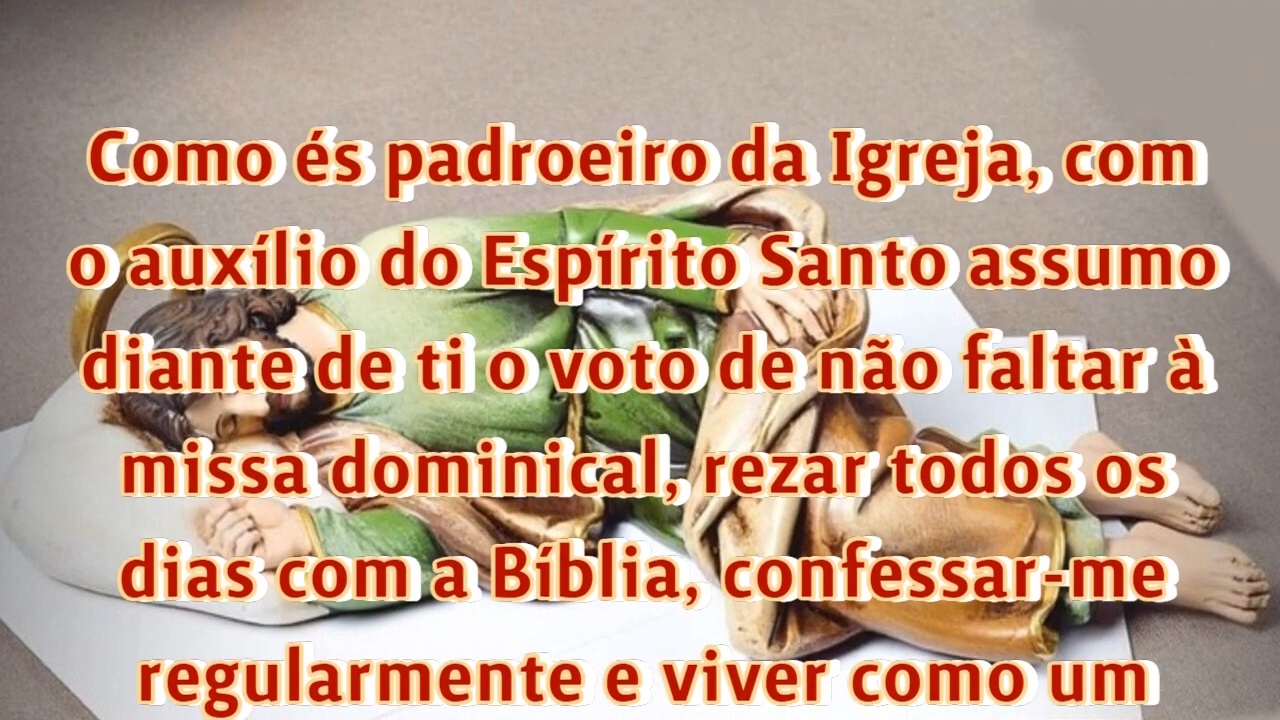 Como és padroeiro da Igreja, com
o auxílio do Espírito Santo assumo
diante de ti o voto de não faltar à
missa dominical, rezar todos os
dias com a Bíblia, confessar-me
regularmente e viver como um